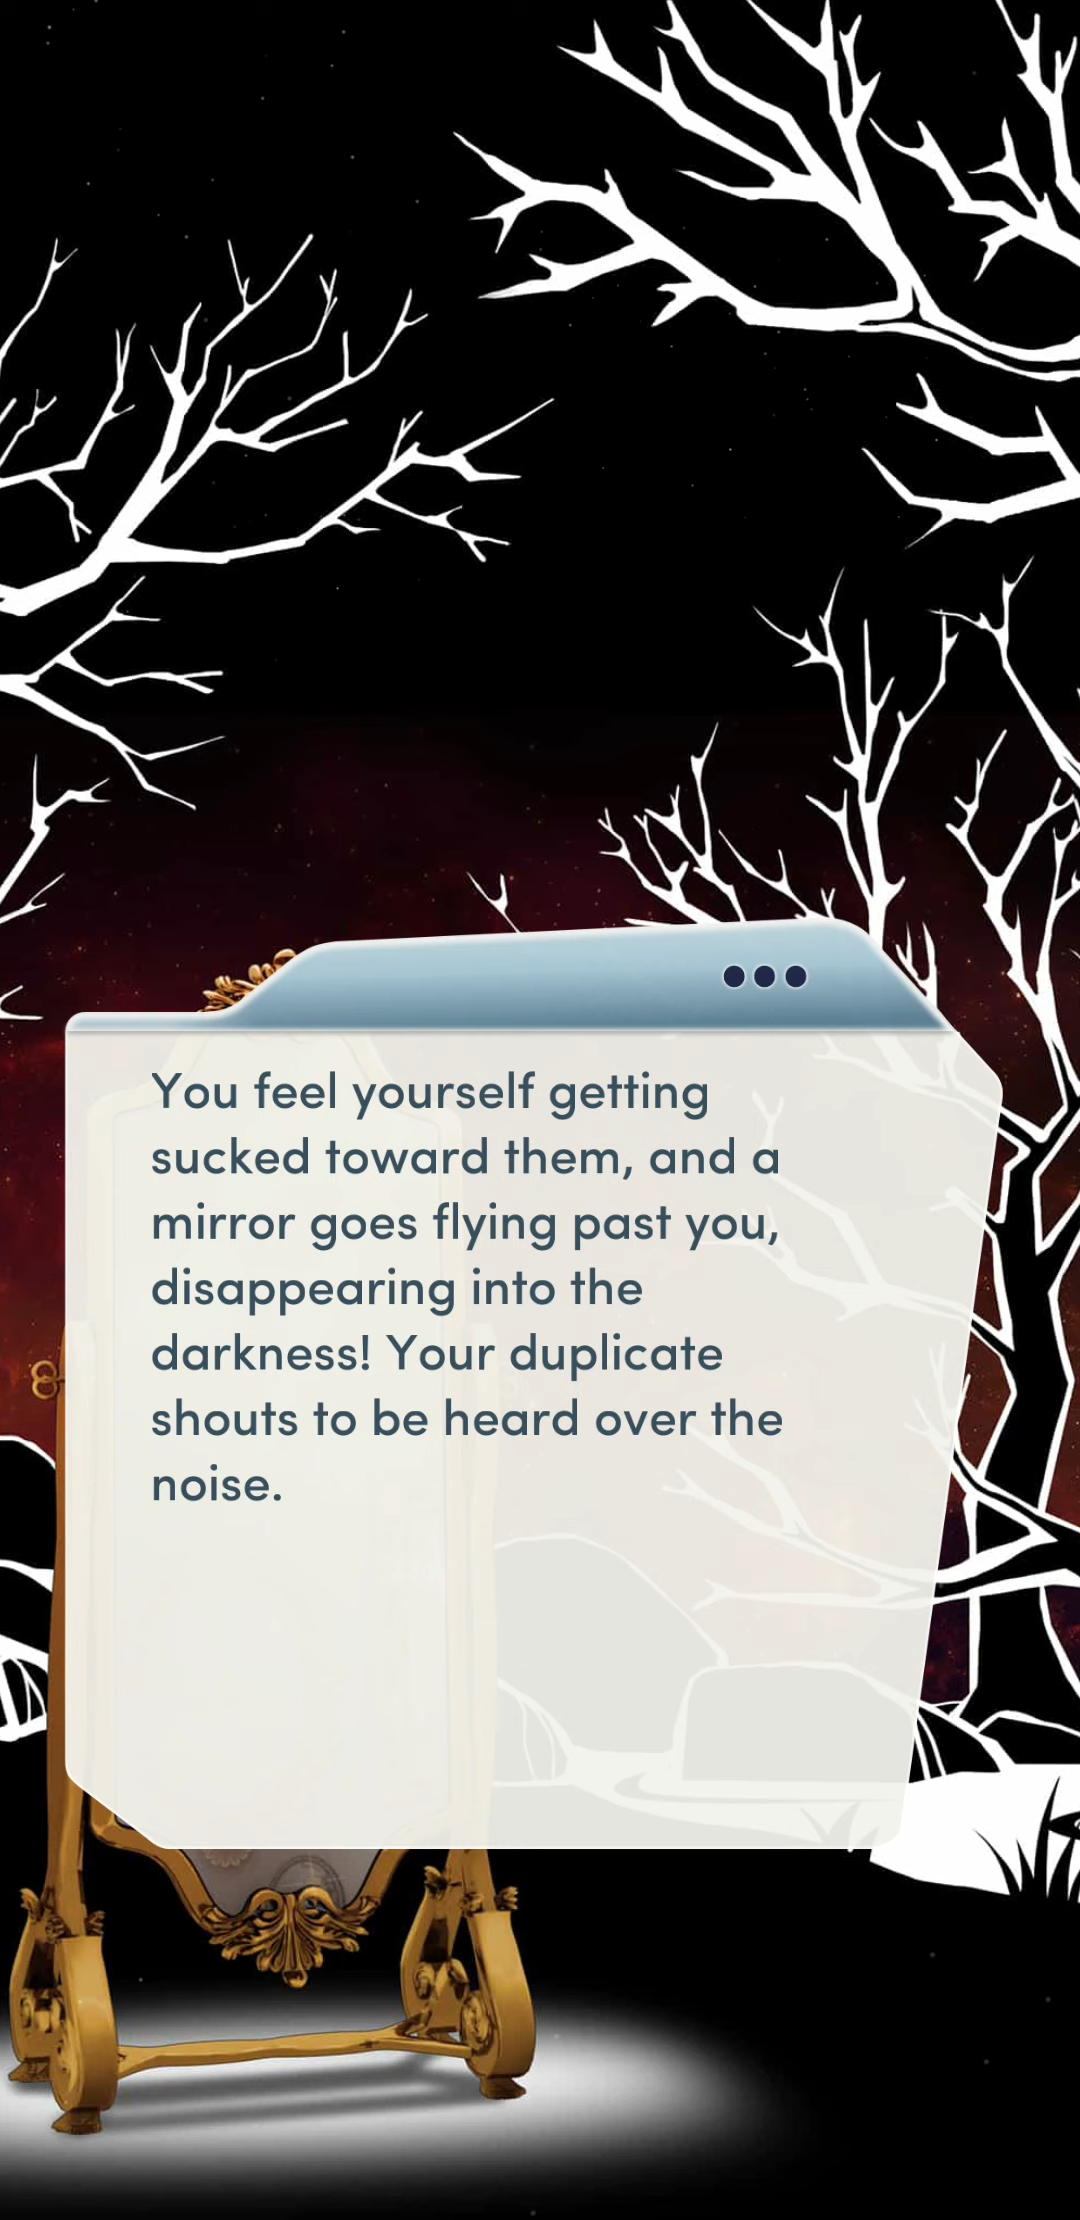 You feel yourself getting
sucked toward them, and a
mirror goes flying past you,
disappearing into the
darkness! Your duplicate
shouts to be heard over the
noise.